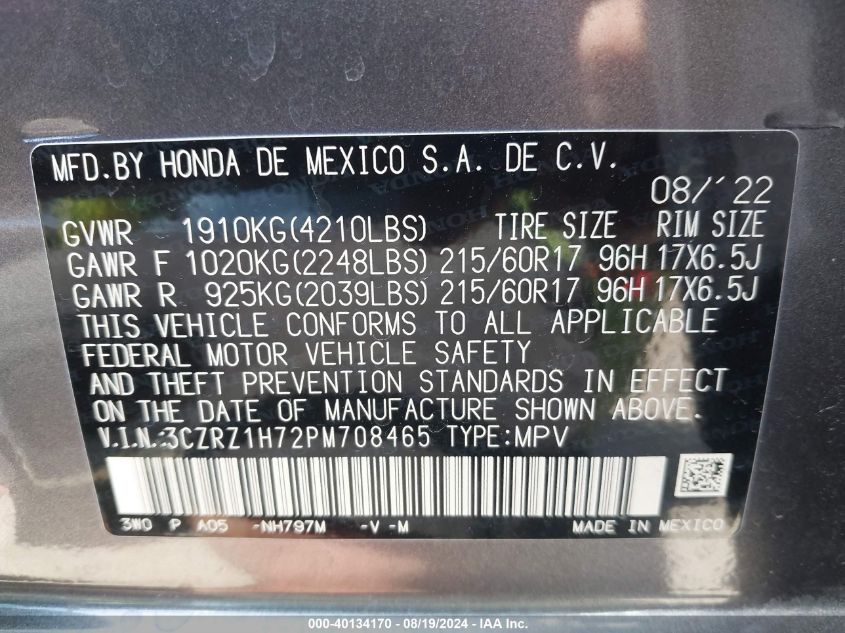 MFD.BY HONDA DE MEXICO S.A. DE C.V.
08/'22
GVWR 1910KG(4210LBS) TIRE SIZE RIM SIZE
GAWR F 1020KG(2248LBS) 215/60R17 96H 17X6.5J
GAWR R 925KG(2039LBS) 215/60R17 96H 17X6.5J
THIS VEHICLE CONFORMS TO ALL APPLICABLE
FEDERAL MOTOR VEHICLE SAFETY
AND THEFT PREVENTION STANDARDS IN EFFECT
ON THE DATE OF MANUFACTURE SHOWN ABOVE.
V.I.N.:3CZRZ1H72PM708465 TYPE:MPV
3W0 P A05 -NH797M -V -M MADE IN MEXICO
000-40134170 - 08/19/2024 - IAA Inc.